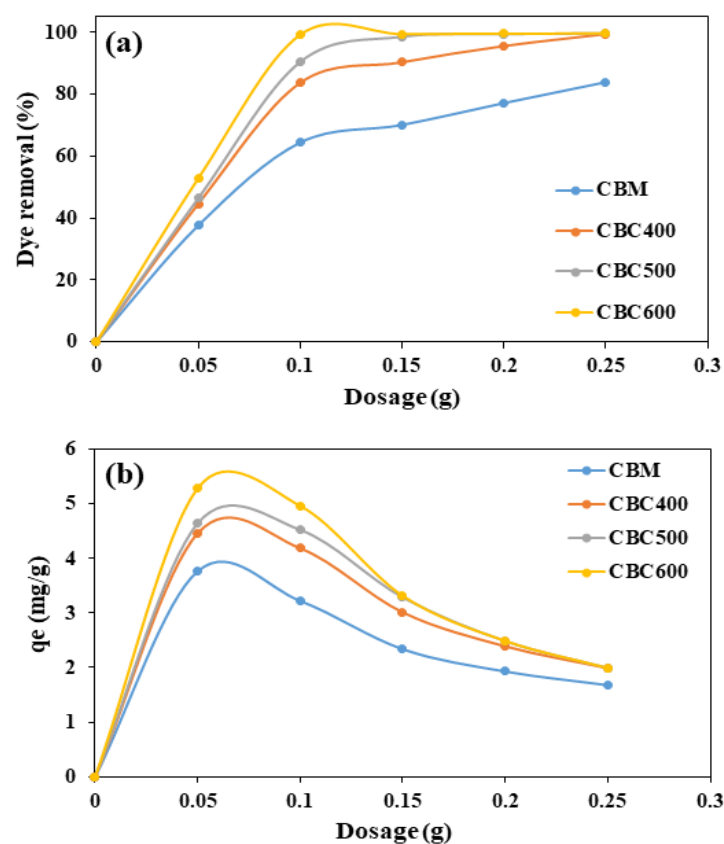 (a)
100
80
60
40
20
0
Dye removal (%)
CBM
CBC400
CBC500
CBC600
0 0.05 0.1 0.15 0.2 0.25 0.3
Dosage (g)
(b)
6
5
4
3
2
1
0
qe (mg/g)
CBM
CBC400
CBC500
CBC600
0 0.05 0.1 0.15 0.2 0.25 0.3
Dosage (g)